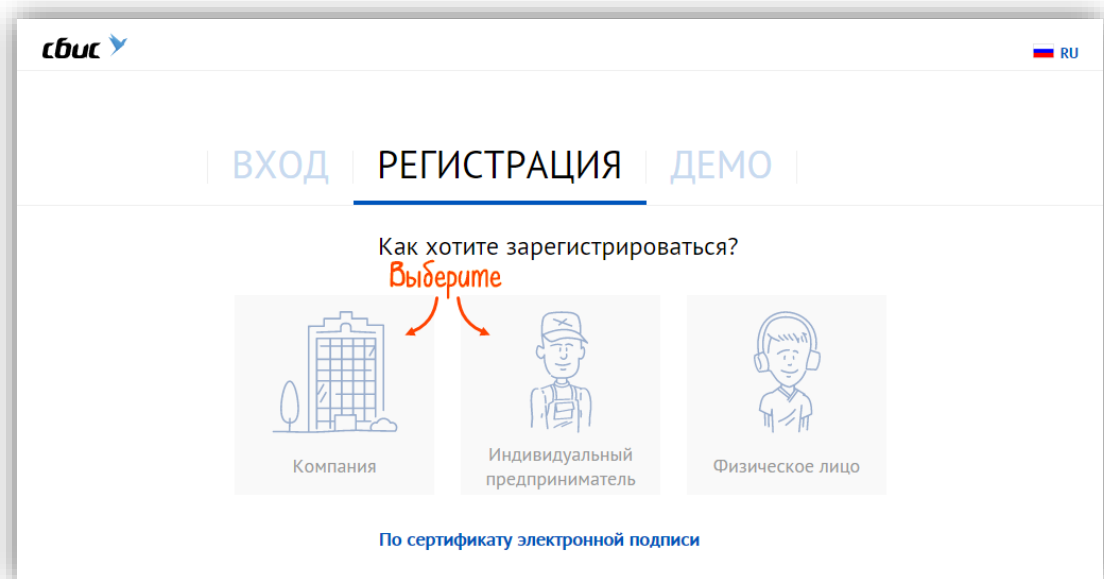 сбис
RU
ВХОД
РЕГИСТРАЦИЯ
ДЕМО
Как хотите зарегистрироваться?
Выберите
Компания
Индивидуальный
предприниматель
Физическое лицо
По сертификату электронной подписи